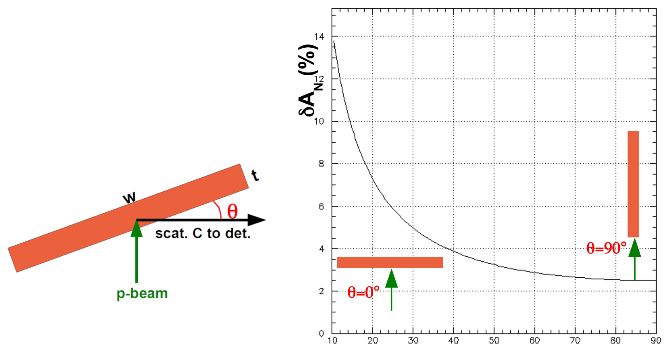 w
t
θ
scat. C to det.
p-beam
δA_N (%)
14
12
10
8
6
4
2
0
θ=90°
θ=0°
10 20 30 40 50 60 70 80 90